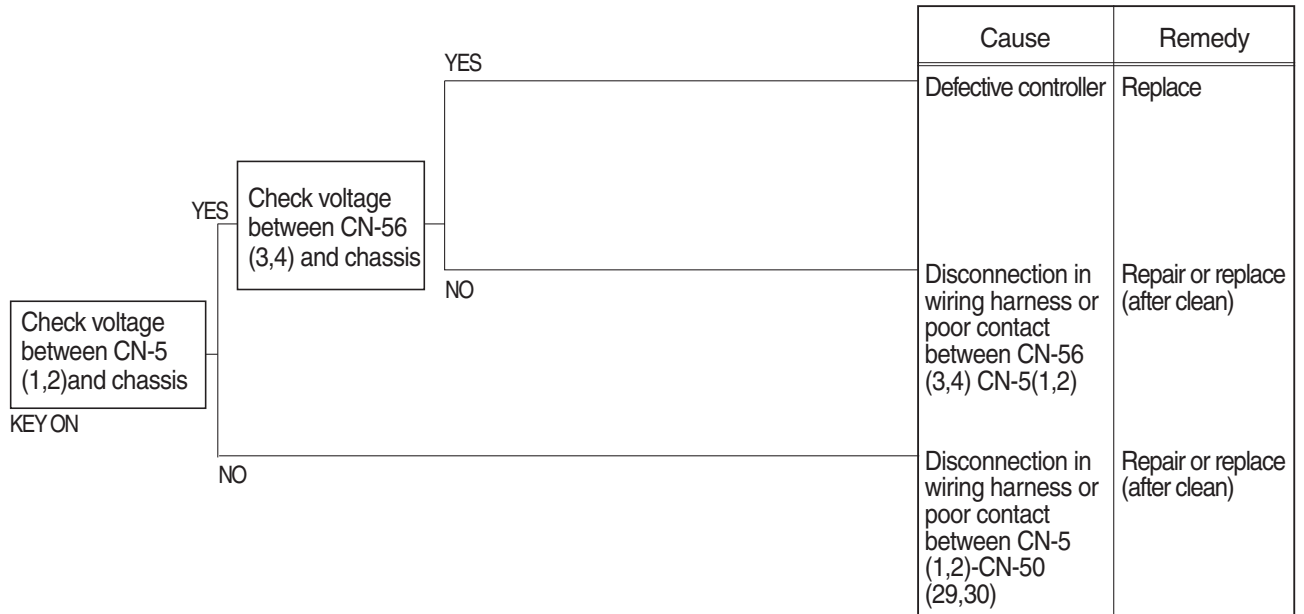 Cause
Remedy
YES
Defective controller
Replace
YES
Check voltage
between CN-56
(3,4) and chassis
NO
Disconnection in
wiring harness or
poor contact
between CN-56
(3,4) CN-5(1,2)
Repair or replace
(after clean)
Check voltage
between CN-5
(1,2)and chassis
KEY ON
NO
Disconnection in
wiring harness or
poor contact
between CN-5
(1,2)-CN-50
(29,30)
Repair or replace
(after clean)